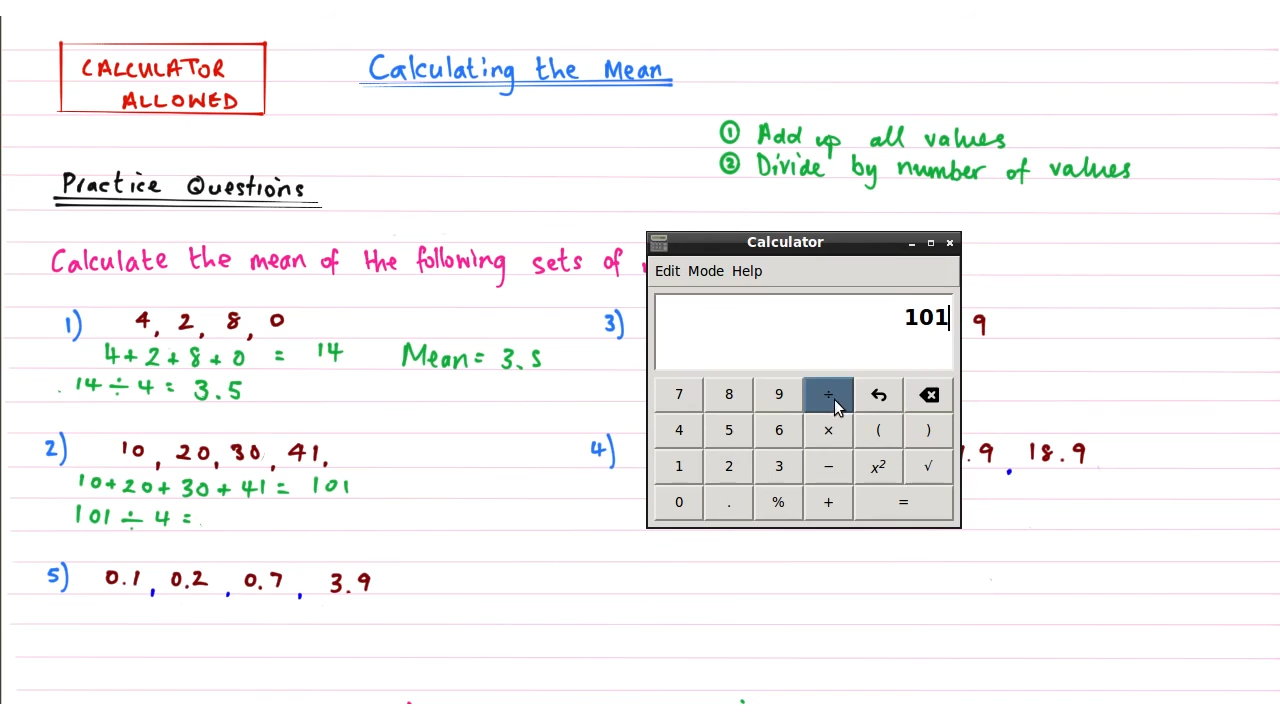 CALCULATOR ALLOWED
Calculating the Mean
① Add up all values
② Divide by number of values
Practice Questions
Calculate the mean of the following sets of
Calculator
Edit Mode Help
101
7 8 9 ÷
4 5 6 × ( )
1 2 3 − x² √
0 . % + =
1) 4, 2, 8, 0
4+2+8+0 = 14 Mean = 3.5
14 ÷ 4 = 3.5
2) 10, 20, 30, 41.
10+20+30+41 = 101
101 ÷ 4 =
3) 9
4) .9, 18.9
5) 0.1, 0.2, 0.7, 3.9